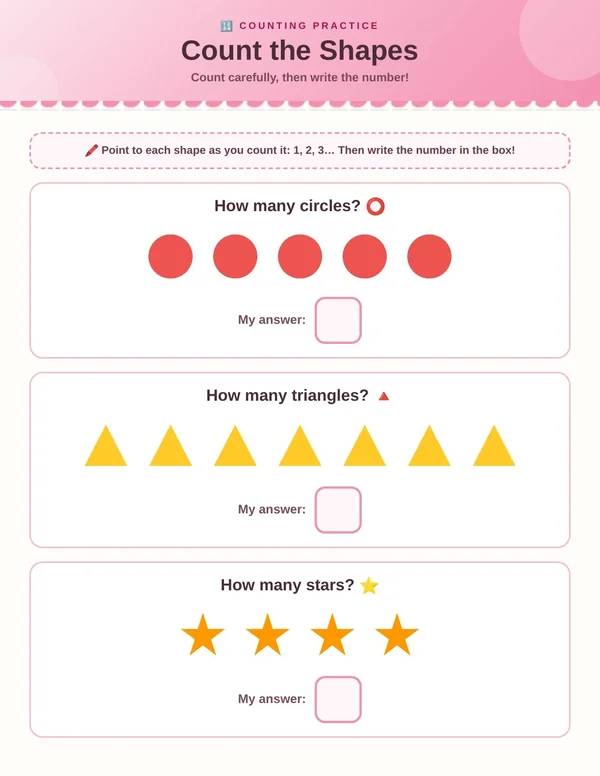 COUNTING PRACTICE
Count the Shapes
Count carefully, then write the number!
Point to each shape as you count it: 1, 2, 3... Then write the number in the box!
How many circles?
My answer:
How many triangles?
My answer:
How many stars?
My answer: